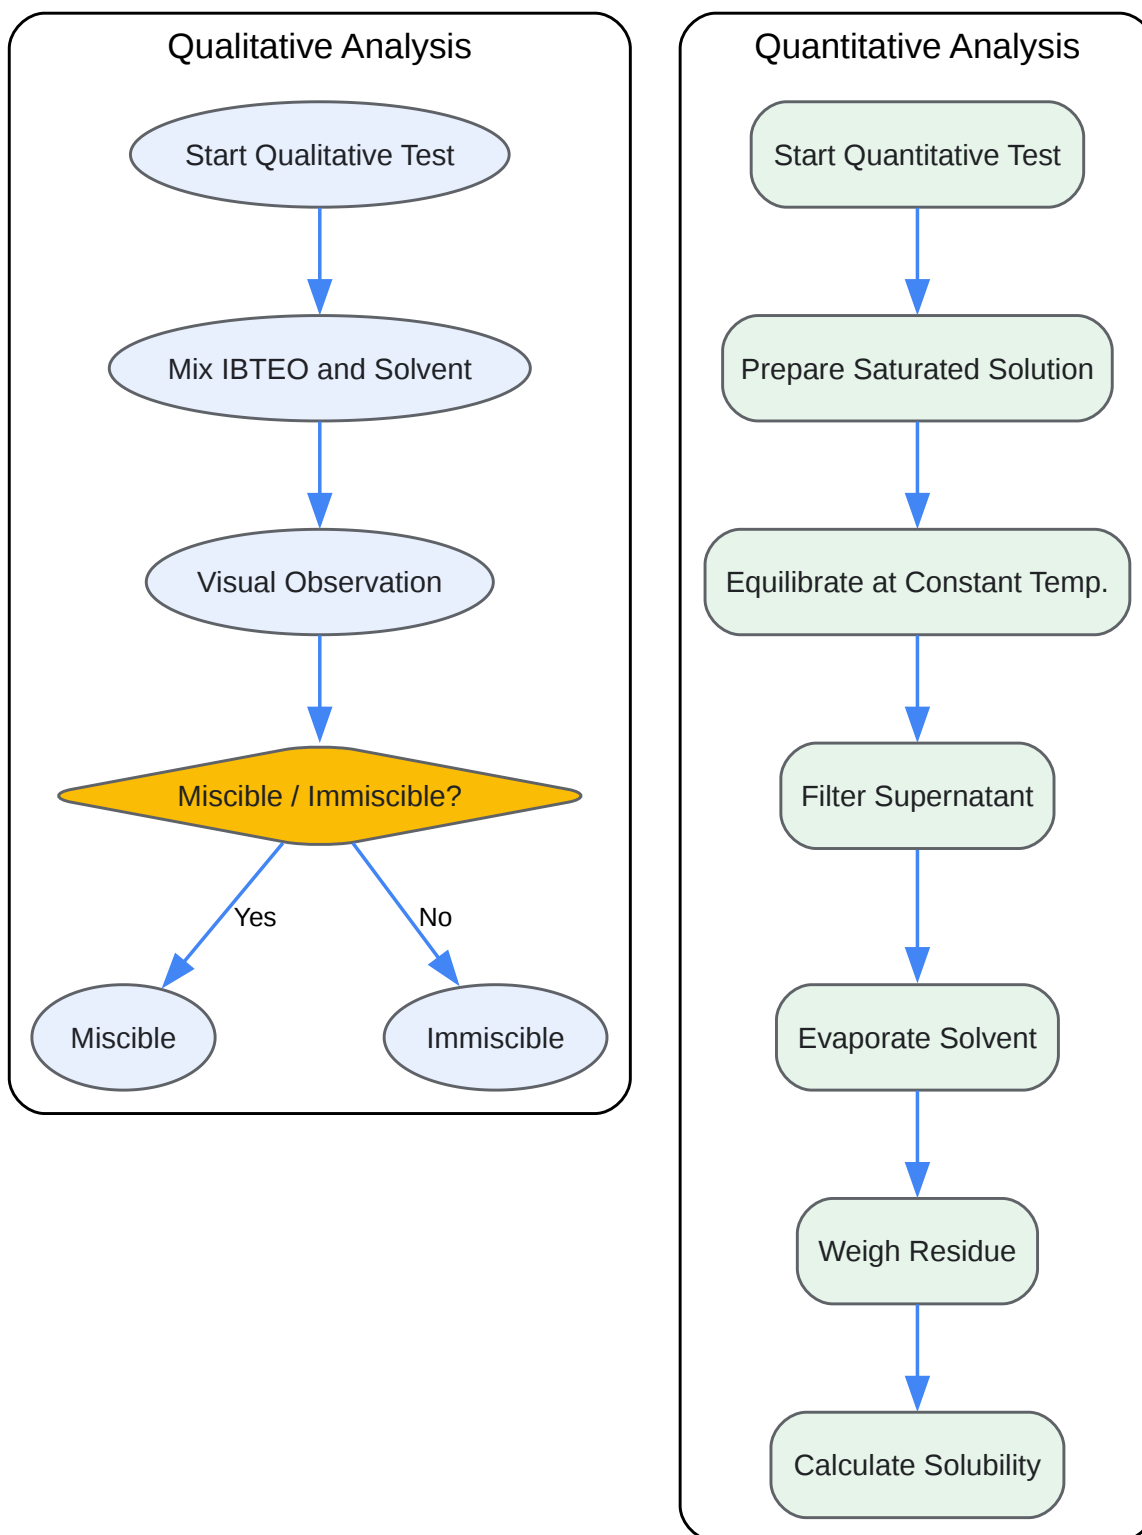 Qualitative Analysis
Start Qualitative Test
Mix IBTEO and Solvent
Visual Observation
Miscible / Immiscible?
Yes
No
Miscible
Immiscible
Quantitative Analysis
Start Quantitative Test
Prepare Saturated Solution
Equilibrate at Constant Temp.
Filter Supernatant
Evaporate Solvent
Weigh Residue
Calculate Solubility